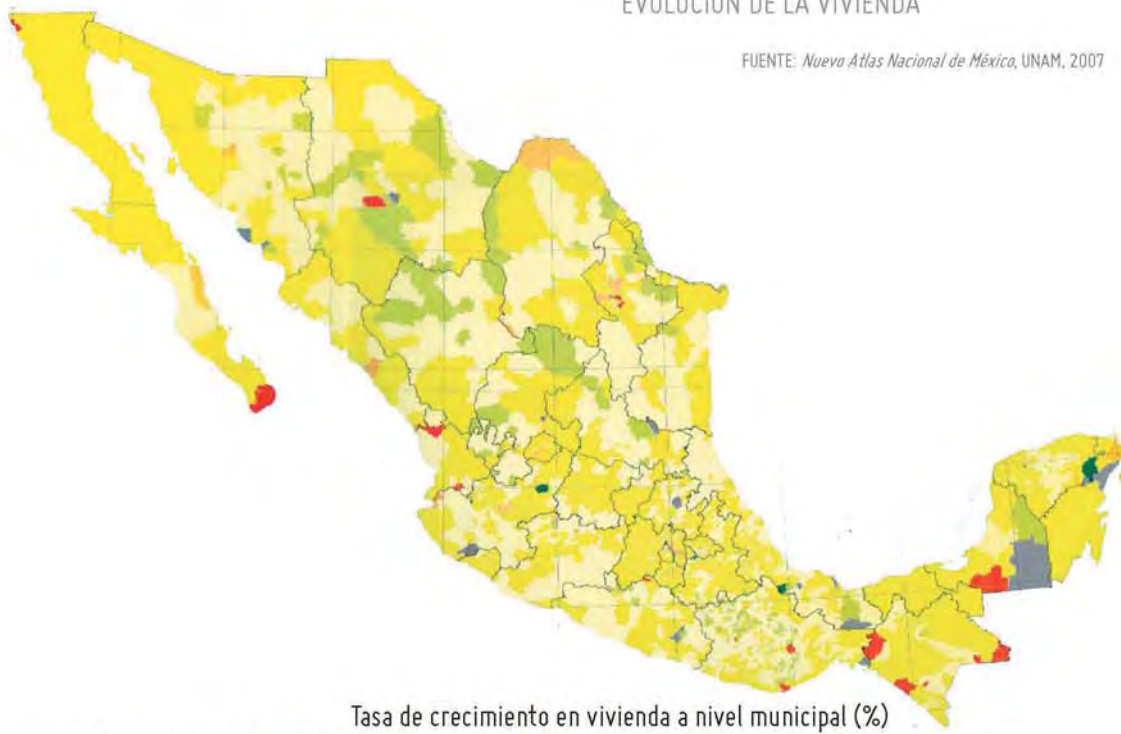 EVOLUCIÓN DE LA VIVIENDA
FUENTE: Nuevo Atlas Nacional de México, UNAM, 2007
Tasa de crecimiento en vivienda a nivel municipal (%)